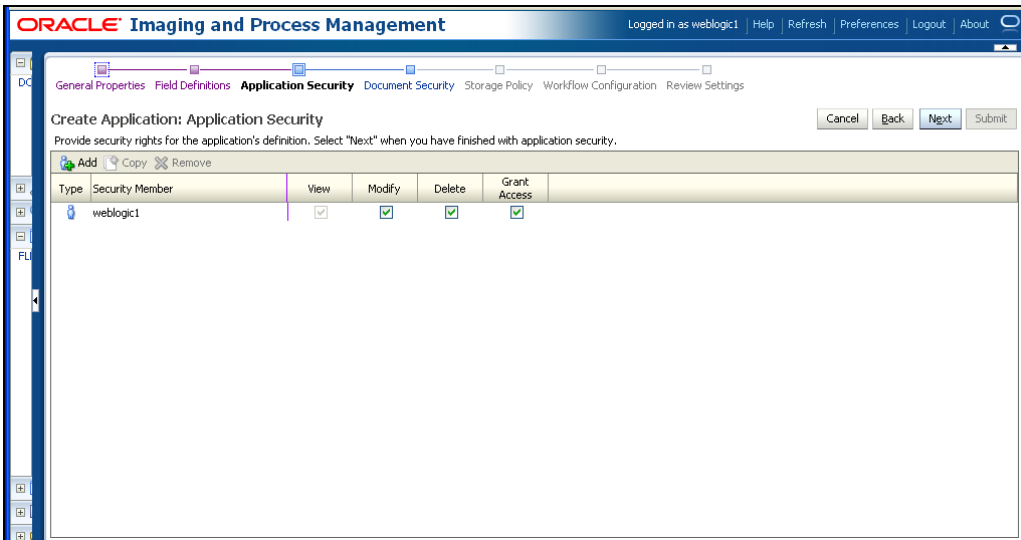 ORACLE Imaging and Process Management
Logged in as weblogic1 | Help | Refresh | Preferences | Logout | About
DO
General Properties Field Definitions Application Security Document Security Storage Policy Workflow Configuration Review Settings
Create Application: Application Security
Cancel Back Next Submit
Provide security rights for the application's definition. Select "Next" when you have finished with application security.
Add Copy Remove
Type Security Member View Modify Delete Grant Access
weblogic1
FLI